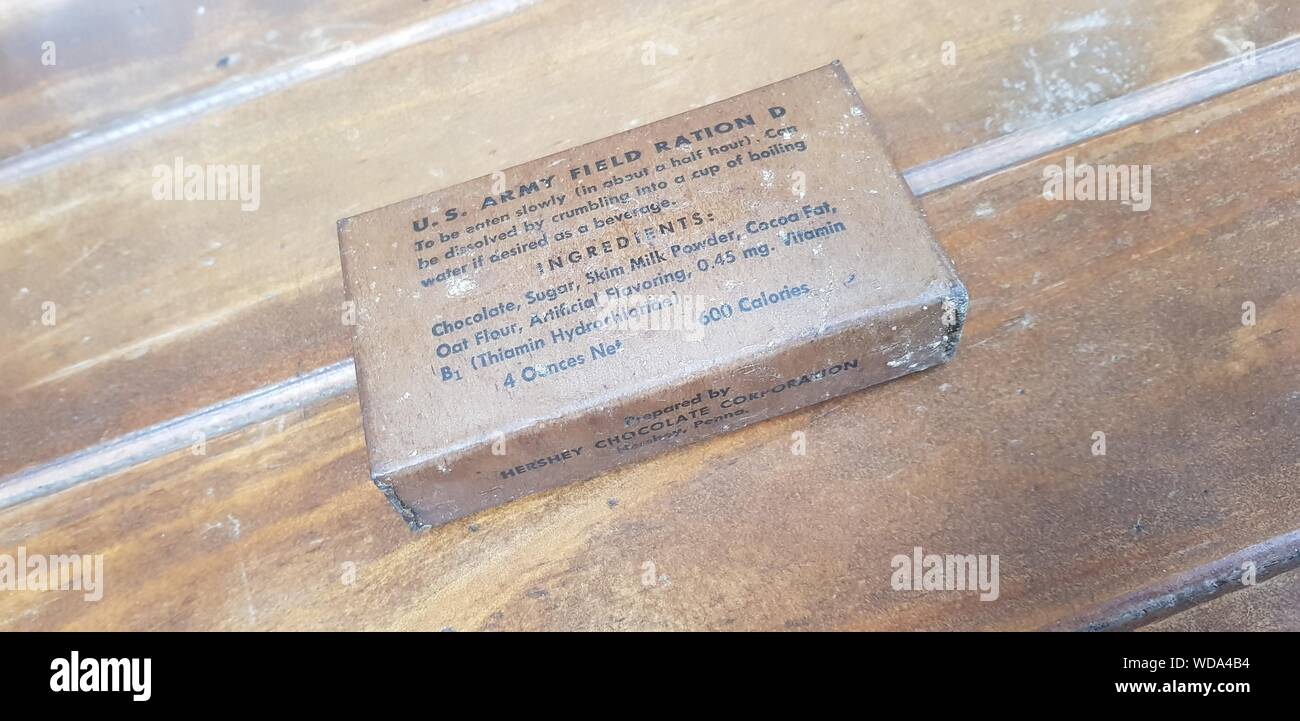 U. S. ARMY FIELD RATION D
To be eaten slowly (in about a half hour). Can
be dissolved by crumbling into a cup of boiling
water if desired as a beverage.
INGREDIENTS:
Chocolate, Sugar, Skim Milk Powder, Cocoa Fat,
Oat Flour, Artificial Flavoring, 0.45 mg. Vitamin
B₁ (Thiamin Hydrochloride)
4 Ounces Net 600 Calories
Prepared by
HERSHEY CHOCOLATE CORPORATION
Hershey, Penna.
alamy
alamy
alamy
alamy
alamy
alamy
Image ID: WDA4B4
www.alamy.com